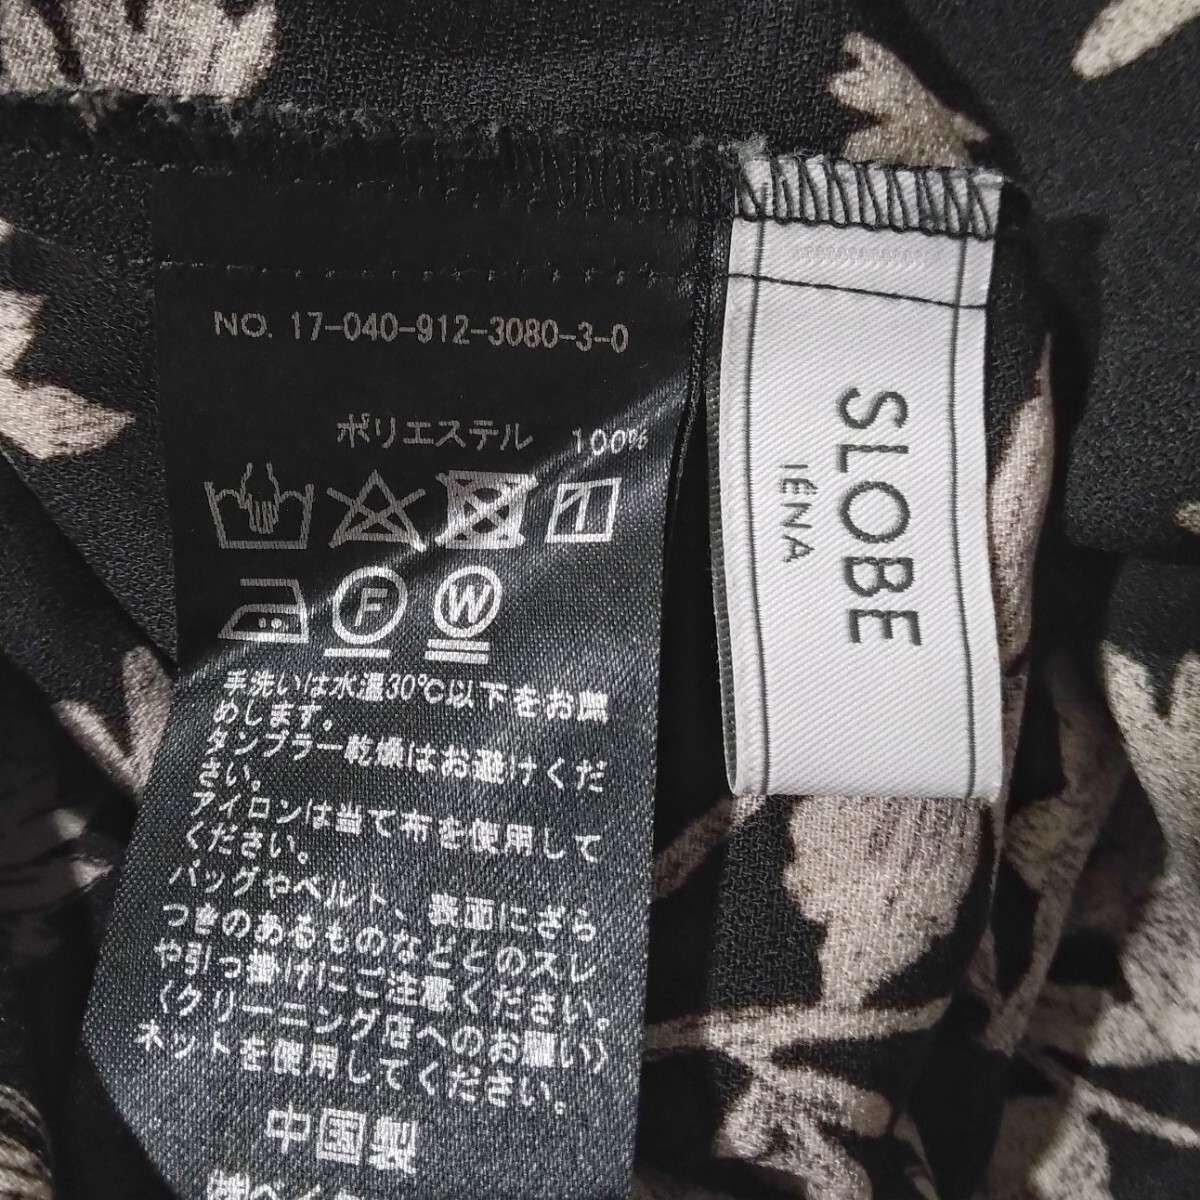 NO. 17-040-912-3080-3-0
ポリエステル 100%
F
W
手洗いは水温30℃以下をお薦
めします。
タンブラー乾燥はお避けくだ
さい。
アイロンは当て布を使用して
ください。
バッグやベルト、表面にざら
つきのあるものなどとのスレ
や引っ掛けにご注意ください。
〈クリーニング店へのお願い〉
ネットを使用してください。
中国製
SLOBE
IÉNA